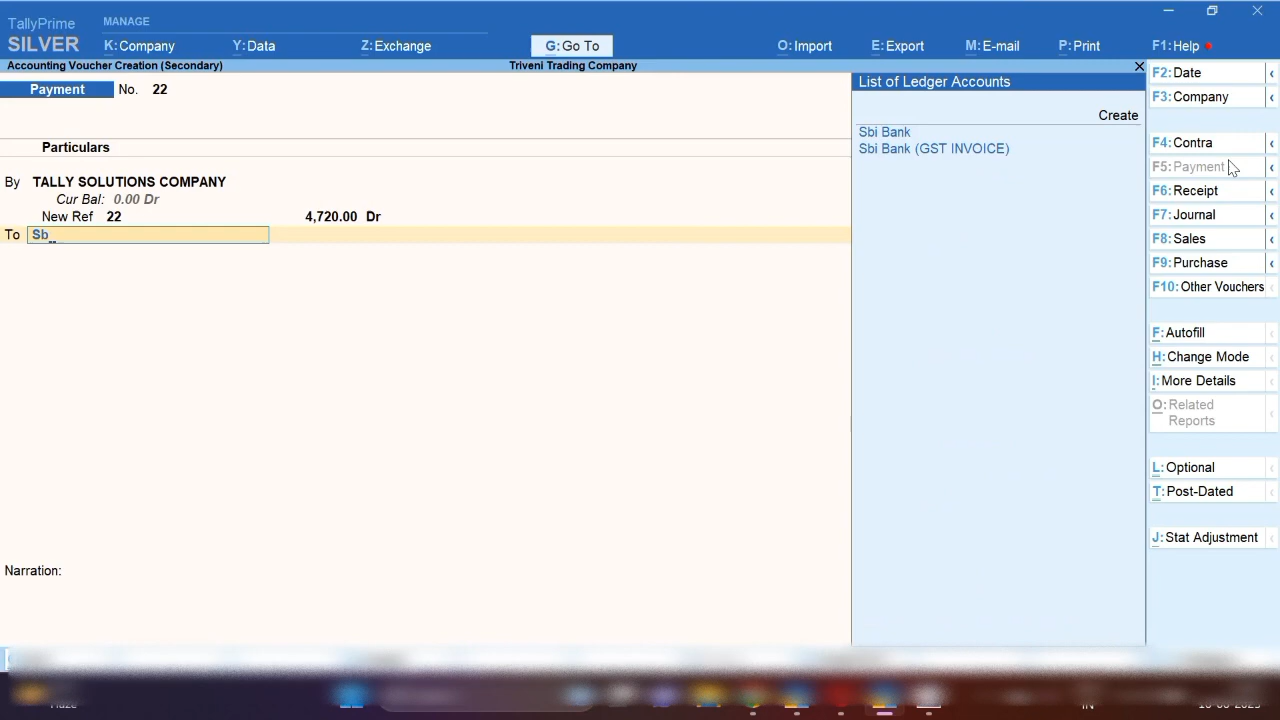 TallyPrime
MANAGE
SILVER
K:Company
Y:Data
Z:Exchange
G:Go To
O:Import
E:Export
M:E-mail
P:Print
F1:Help
Accounting Voucher Creation (Secondary)
Triveni Trading Company
Payment No. 22
Particulars
By TALLY SOLUTIONS COMPANY
Cur Bal: 0.00 Dr
New Ref 22 4,720.00 Dr
To Sb
Narration:
List of Ledger Accounts
Create
Sbi Bank
Sbi Bank (GST INVOICE)
F2:Date
F3:Company
F4:Contra
F5:Payment
F6:Receipt
F7:Journal
F8:Sales
F9:Purchase
F10:Other Vouchers
F:Autofill
H:Change Mode
I:More Details
O:Related
Reports
L:Optional
T:Post-Dated
J:Stat Adjustment
Haze
IN